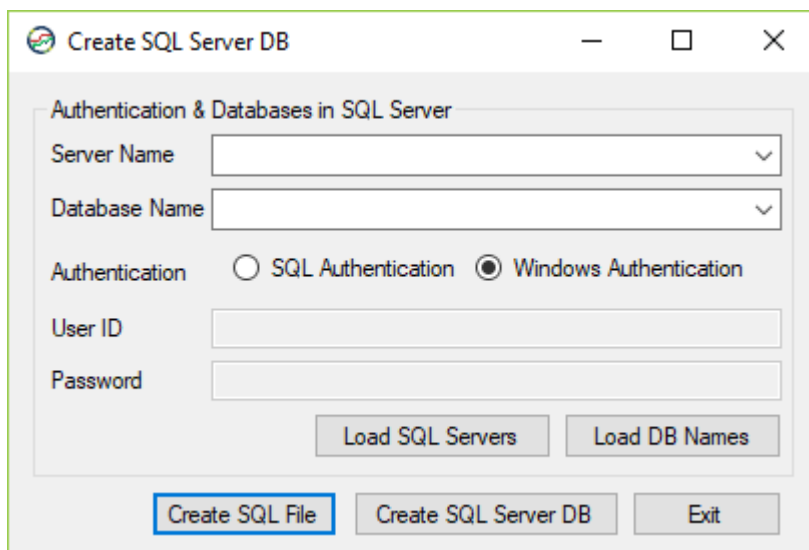 Create SQL Server DB
Authentication & Databases in SQL Server
Server Name
Database Name
Authentication SQL Authentication Windows Authentication
User ID
Password
Load SQL Servers Load DB Names
Create SQL File Create SQL Server DB Exit